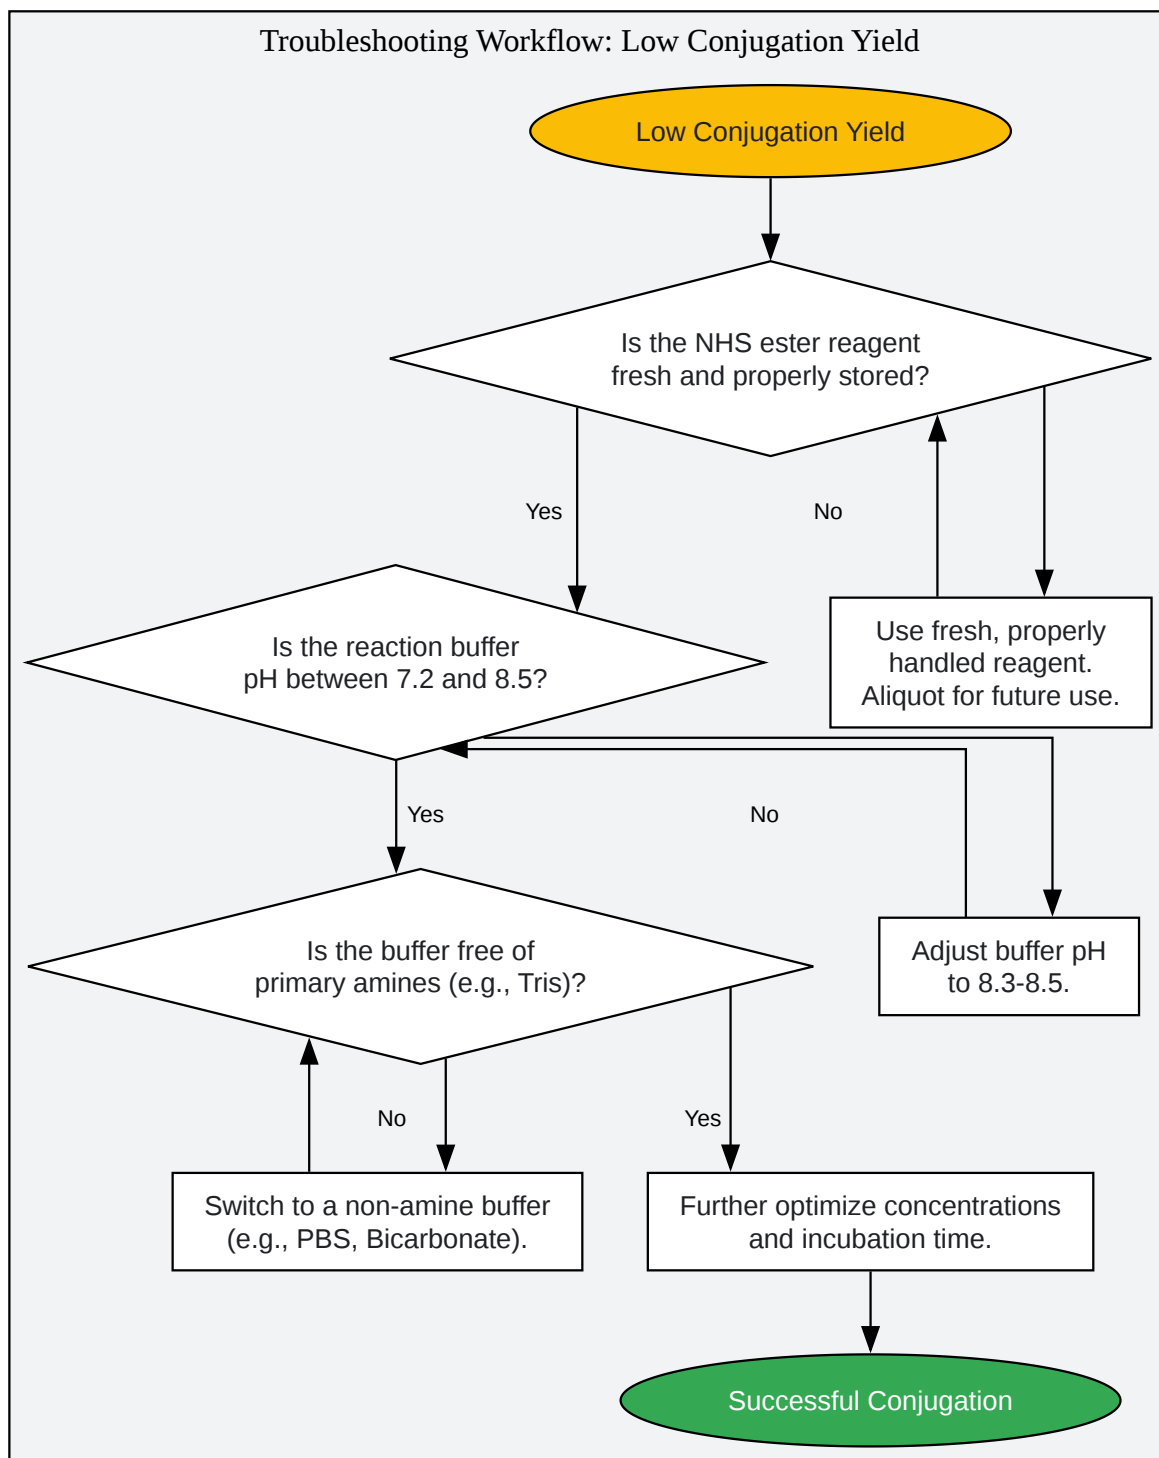 Troubleshooting Workflow: Low Conjugation Yield
Low Conjugation Yield
Is the NHS ester reagent
fresh and properly stored?
Yes
No
Is the reaction buffer
pH between 7.2 and 8.5?
Use fresh, properly
handled reagent.
Aliquot for future use.
Yes
No
Is the buffer free of
primary amines (e.g., Tris)?
Adjust buffer pH
to 8.3-8.5.
No
Yes
Switch to a non-amine buffer
(e.g., PBS, Bicarbonate).
Further optimize concentrations
and incubation time.
Successful Conjugation